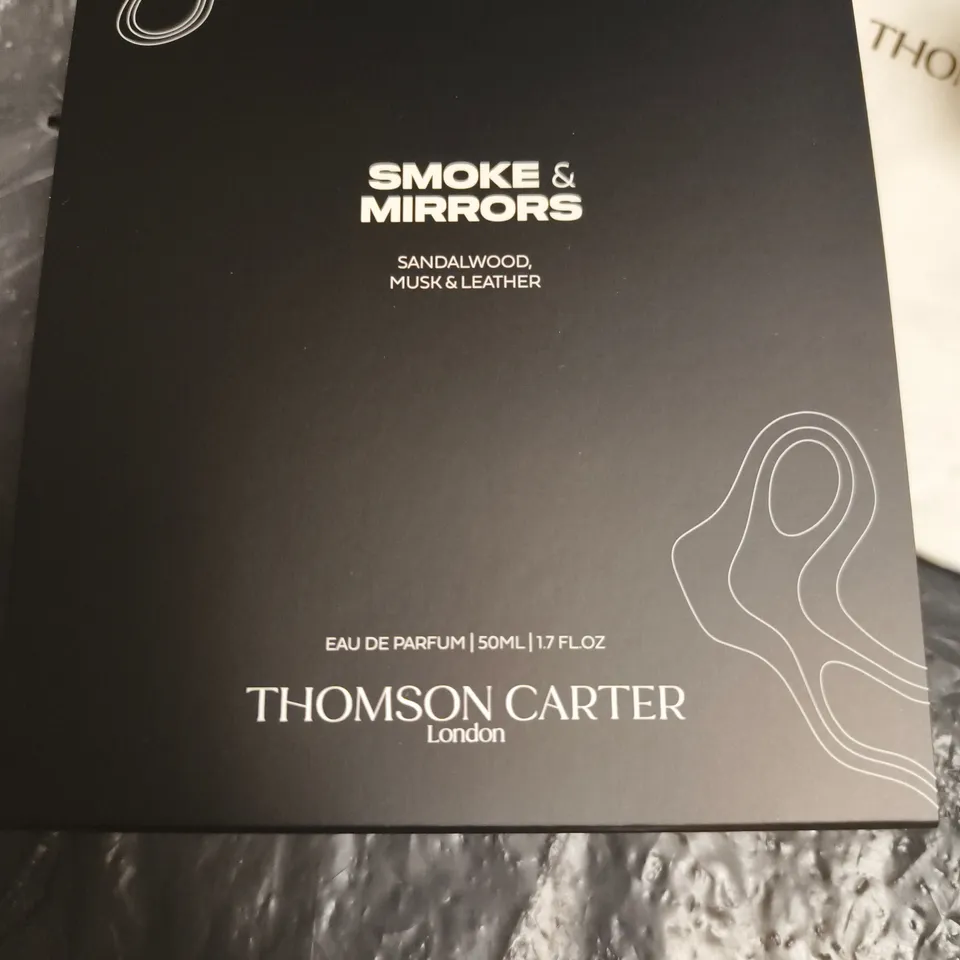 SMOKE &
MIRRORS
SANDALWOOD,
MUSK & LEATHER
EAU DE PARFUM | 50ML | 1.7 FL.OZ
THOMSON CARTER
London